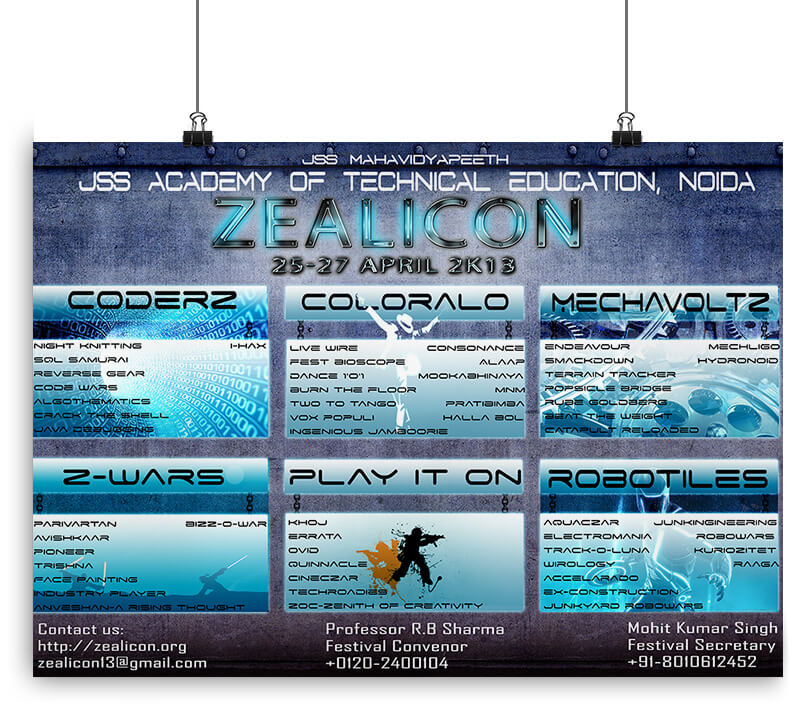 JSS MAHAVIDYAPEETH
JSS ACADEMY OF TECHNICAL EDUCATION, NOIDA
ZEALICON
25-27 APRIL 2K13
CODERZ
NIGHT KNITTING I-HAX
SQL SAMURAI
REVERSE GEAR
CODE WARS
ALGOTHEMATICS
CRACK THE SHELL
JAVA DEBUGGING
COLORALO
LIVE WIRE CONSONANCE
FEST BIOSCOPE ALAAP
DANCE 1'01 MOOKABHINAYA
BURN THE FLOOR MNM
TWO TO TANGO PRATIBIMBA
VOX POPULI HALLA BOL
INGENIOUS JAMBOORIE
MECHAVOLTZ
ENDEAVOUR MECHLIGO
SMACKDOWN HYDRONOID
TERRAIN TRACKER
POPSICLE BRIDGE
RUBE GOLDBERG
BEAT THE WEIGHT
CATAPULT RELOADED
Z-WARS
PARIVARTAN BIZZ-O-WAR
AVISHKAAR
PIONEER
TRISHNA
FACE PAINTING
INDUSTRY PLAYER
ANVESHAN-A RISING THOUGHT
PLAY IT ON
KHOJ
ERRATA
OVID
QUINNACLE
CINECZAR
TECHROADIES
ZOC-ZENITH OF CREATIVITY
ROBOTILES
AQUACZAR JUNKINGINEERING
ELECTROMANIA ROBOWARS
TRACK-O-LUNA KURIOZITET
WIROLOGY RAAGA
ACCELARADO
EX-CONSTRUCTION
JUNKYARD ROBOWARS
Contact us:
http://zealicon.org
zealicon13@gmail.com
Professor R.B Sharma
Festival Convenor
+0120-2400104
Mohit Kumar Singh
Festival Secretary
+91-8010612452